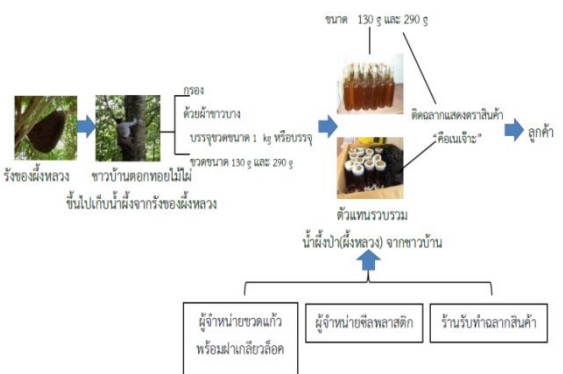 ขนาด 130 g และ 290 g
กรอง
ด้วยผ้าขาวบาง
บรรจุขวดขนาด 1 kg หรือบรรจุ
ขวดขนาด 130 g และ 290 g
รังของผึ้งหลวง
ชาวบ้านตอกทอยไม้ไผ่
ขึ้นไปเก็บน้ำผึ้งจากรังของผึ้งหลวง
ติดฉลากแสดงตราสินค้า
"คือเนเจ๊าะ"
ลูกค้า
ตัวแทนรวบรวม
น้ำผึ้งป่า(ผึ้งหลวง) จากชาวบ้าน
ผู้จำหน่ายขวดแก้ว
พร้อมฝาเกลียวล็อค
ผู้จำหน่ายซีลพลาสติก
ร้านรับทำฉลากสินค้า